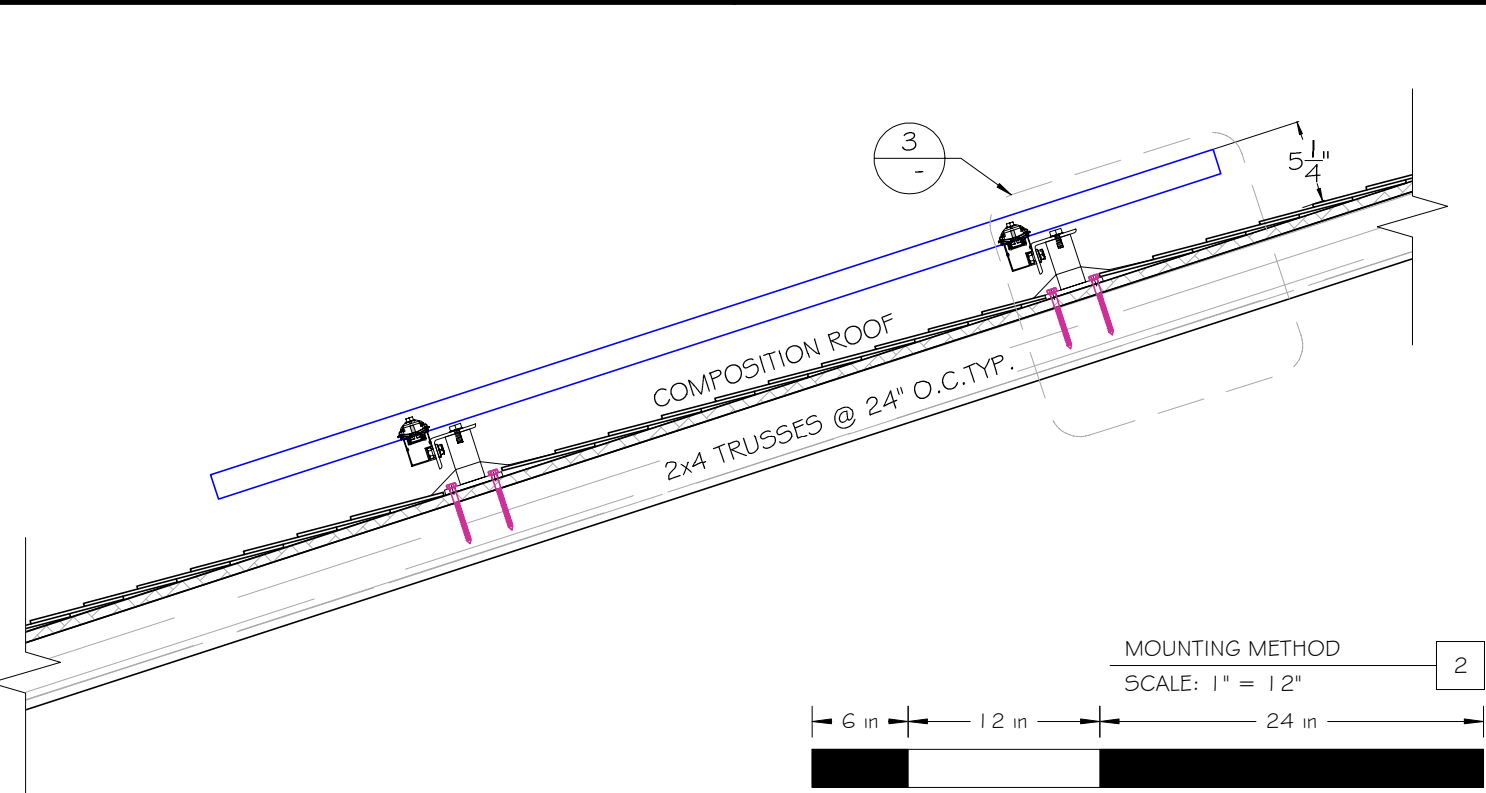 3
-
5 1/4"
COMPOSITION ROOF
2x4 TRUSSES @ 24" O.C.TYP.
MOUNTING METHOD
2
SCALE: 1" = 12"
6 in
12 in
24 in